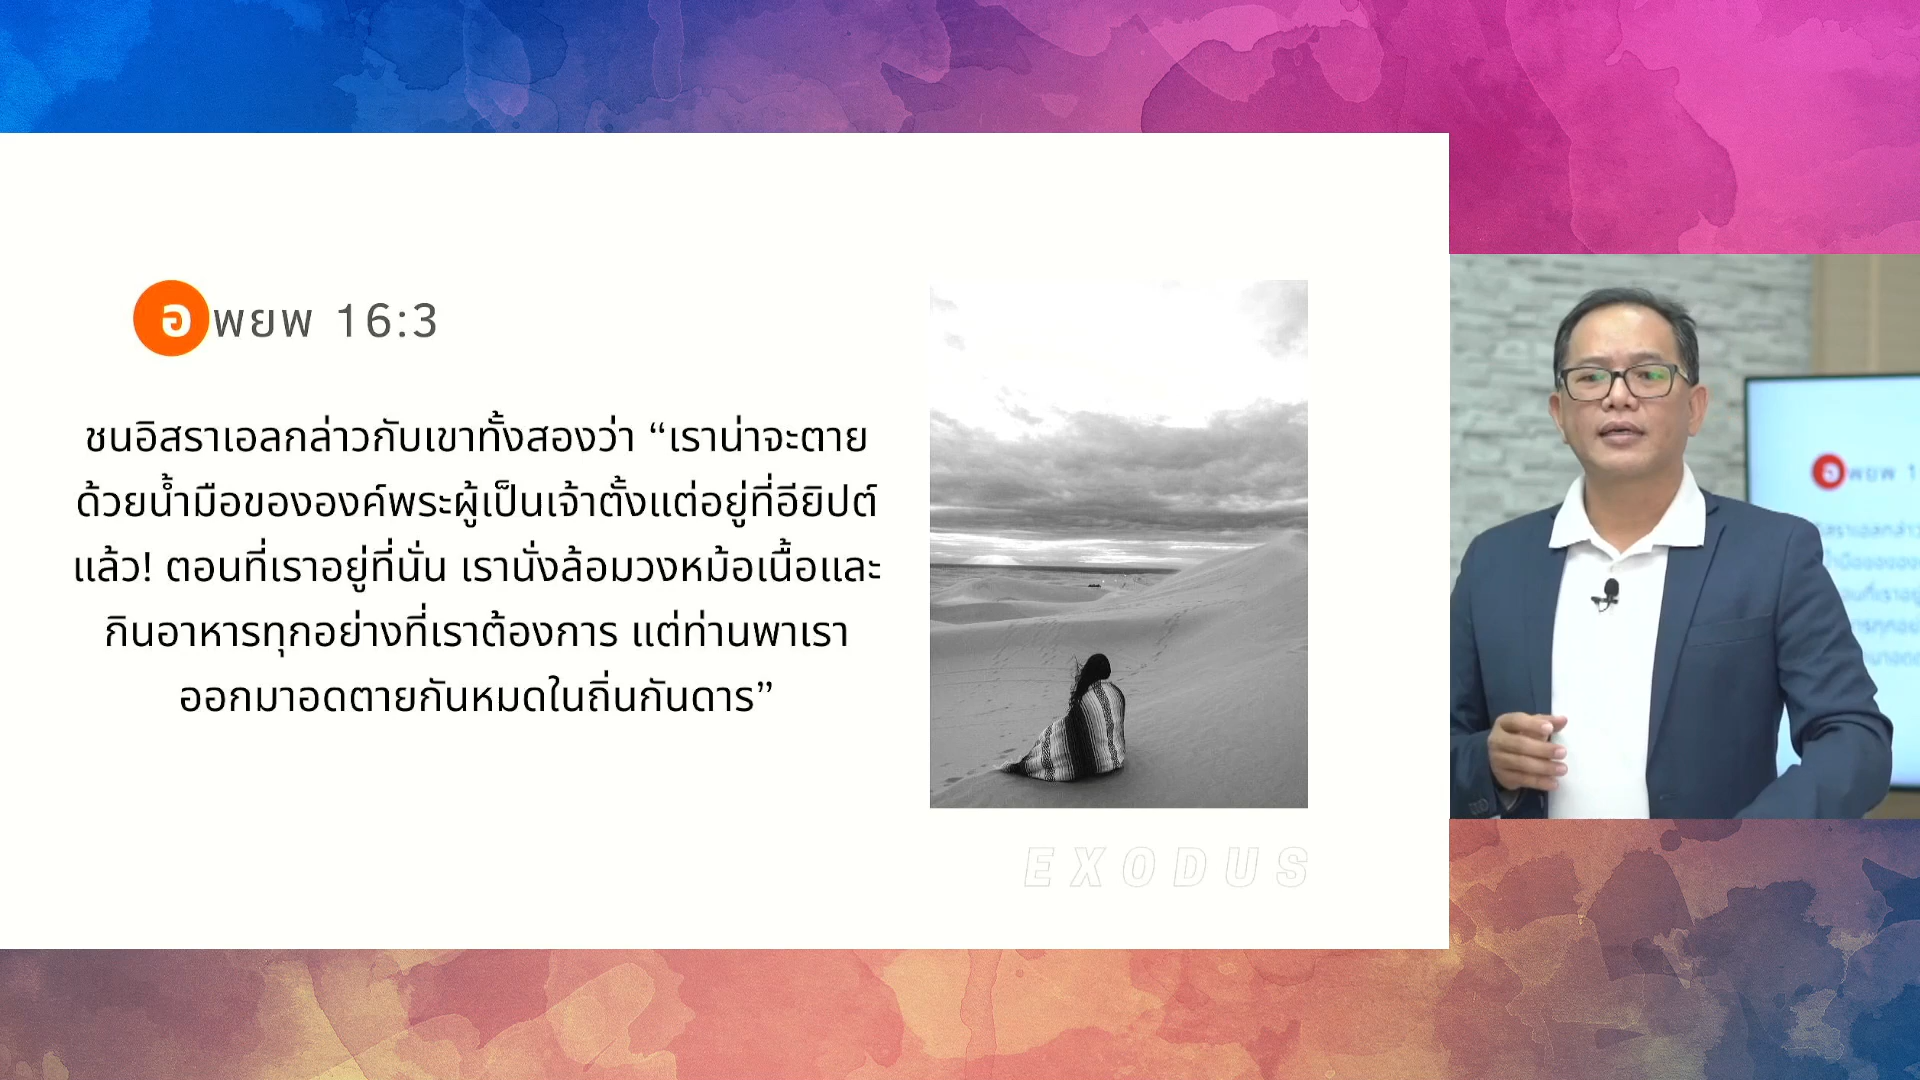 อพยพ 16:3
ชนอิสราเอลกล่าวกับเขาทั้งสองว่า “เราน่าจะตาย
ด้วยน้ำมือขององค์พระผู้เป็นเจ้าตั้งแต่อยู่ที่อียิปต์
แล้ว! ตอนที่เราอยู่ที่นั่น เรานั่งล้อมวงหม้อเนื้อและ
กินอาหารทุกอย่างที่เราต้องการ แต่ท่านพาเรา
ออกมาอดตายกันหมดในถิ่นกันดาร”
EXODUS
อพยพ 1